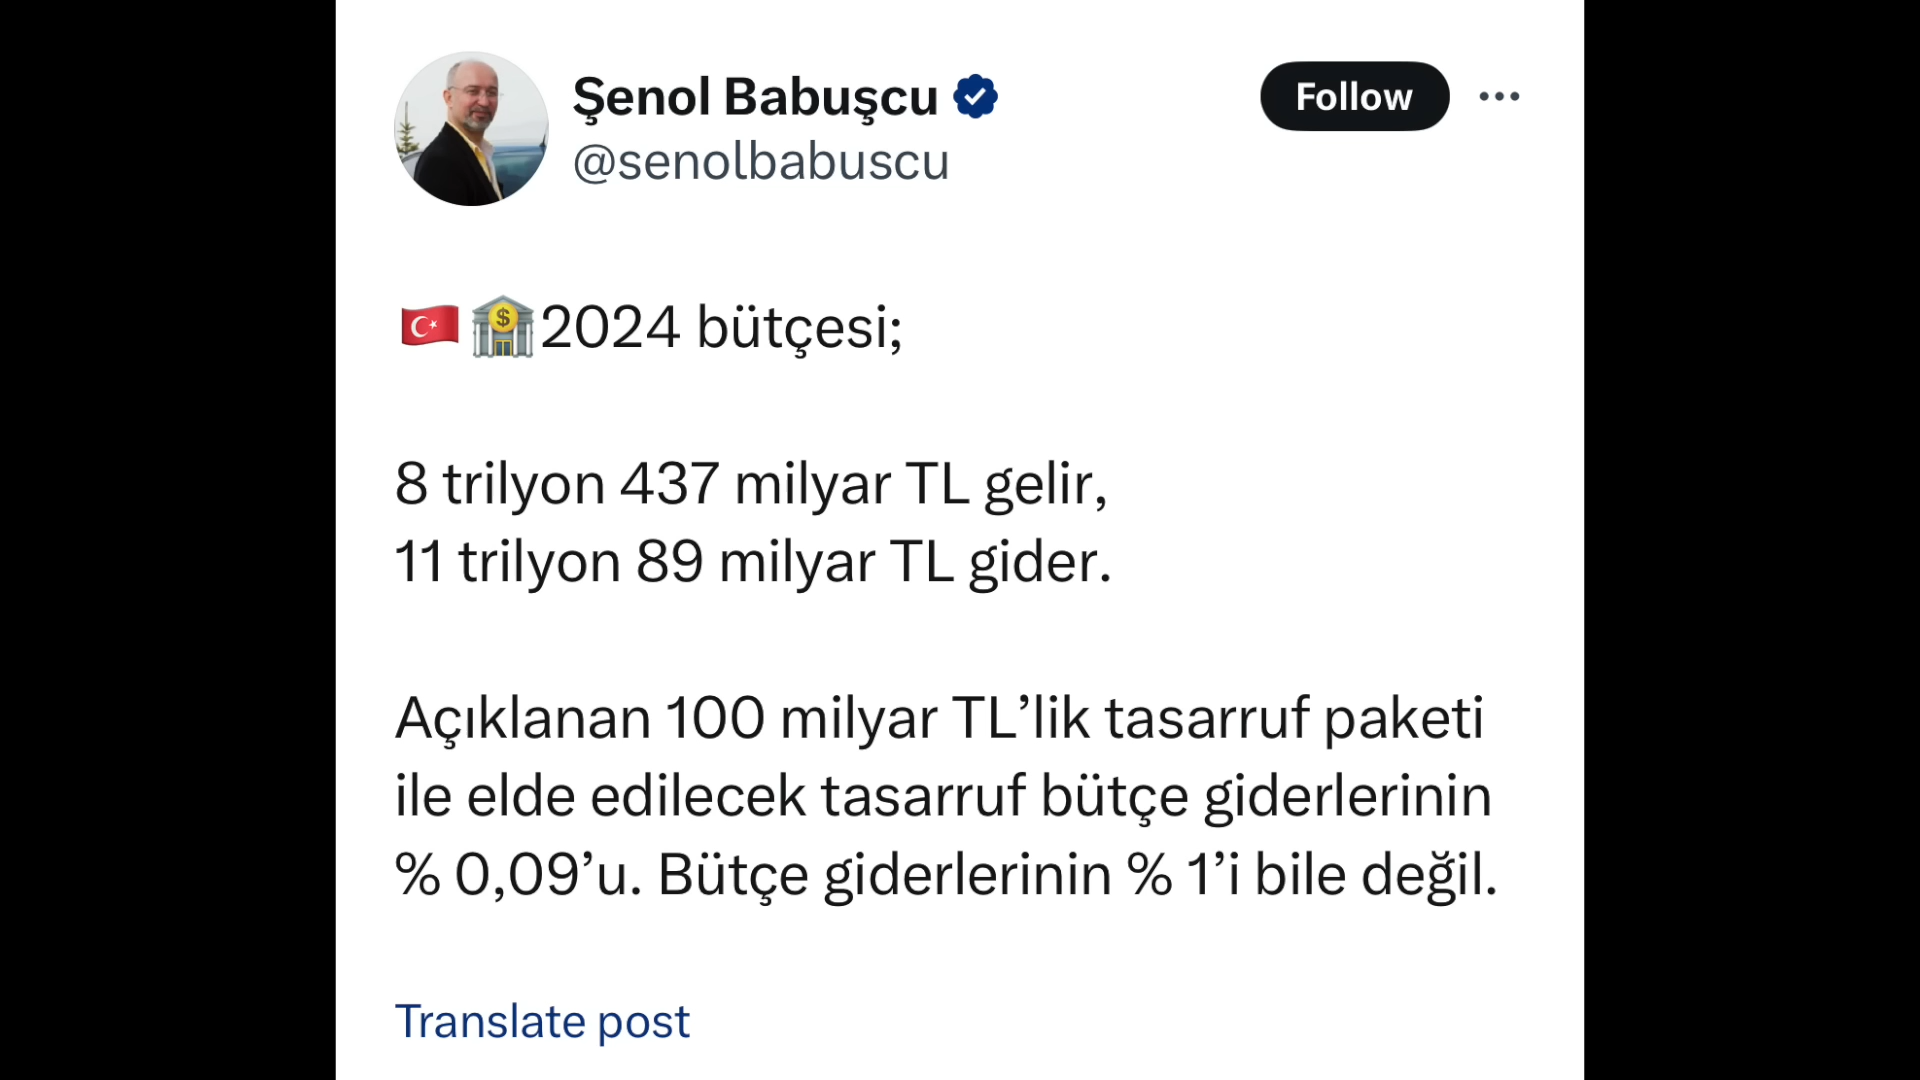 Şenol Babuşcu
Follow
@senolbabuscu
2024 bütçesi;
8 trilyon 437 milyar TL gelir,
11 trilyon 89 milyar TL gider.
Açıklanan 100 milyar TL’lik tasarruf paketi
ile elde edilecek tasarruf bütçe giderlerinin
% 0,09’u. Bütçe giderlerinin % 1’i bile değil.
Translate post